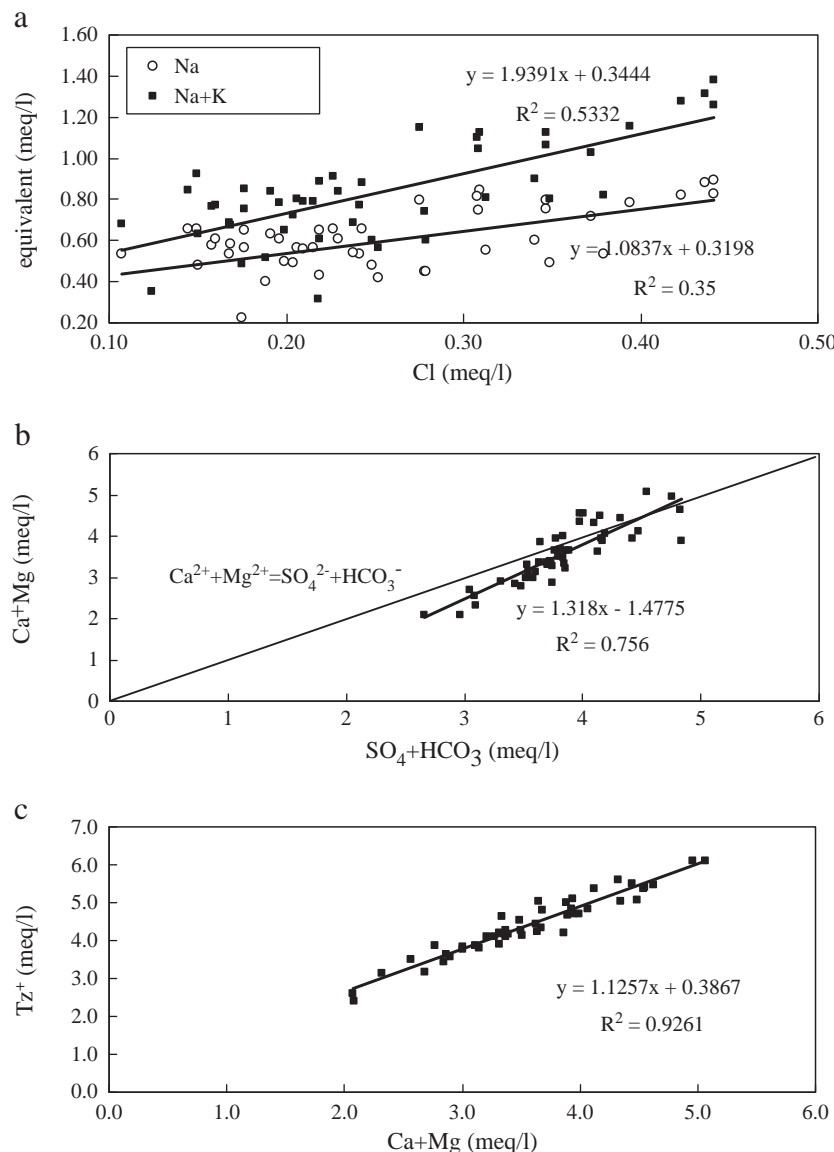 a
1.60
1.40
1.20
1.00
0.80
0.60
0.40
0.20
equivalent (meq/l)
Na
Na+K
y = 1.9391x + 0.3444
R² = 0.5332
y = 1.0837x + 0.3198
R² = 0.35
0.10 0.20 0.30 0.40 0.50
Cl (meq/l)
b
6
5
4
3
2
1
0
Ca⁺Mg (meq/l)
Ca²⁺+Mg²⁺=SO₄²⁻+HCO₃⁻
y = 1.318x - 1.4775
R² = 0.756
0 1 2 3 4 5 6
SO₄+HCO₃ (meq/l)
c
7.0
6.0
5.0
4.0
3.0
2.0
1.0
0.0
Tz⁺ (meq/l)
y = 1.1257x + 0.3867
R² = 0.9261
0.0 1.0 2.0 3.0 4.0 5.0 6.0
Ca+Mg (meq/l)